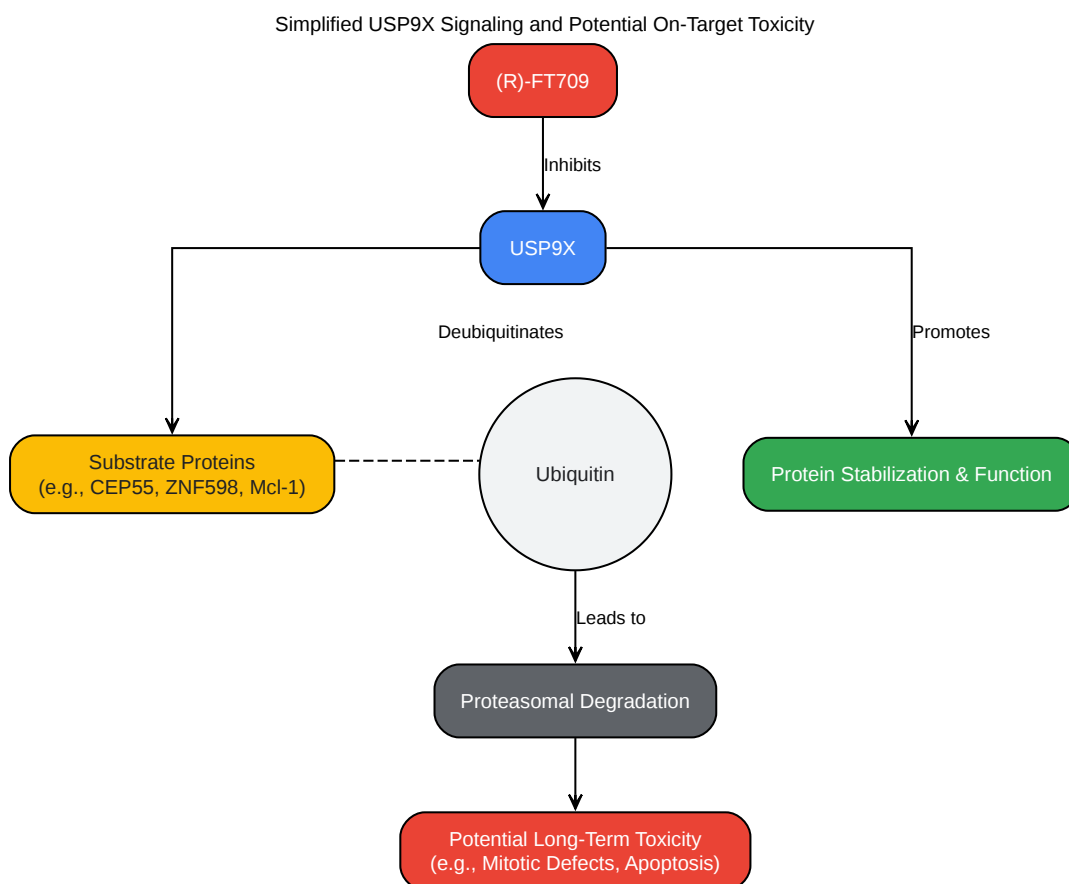 Simplified USP9X Signaling and Potential On-Target Toxicity
(R)-FT709
Inhibits
USP9X
Deubiquitinates
Promotes
Substrate Proteins
(e.g., CEP55, ZNF598, Mcl-1)
Ubiquitin
Protein Stabilization & Function
Leads to
Proteasomal Degradation
Potential Long-Term Toxicity
(e.g., Mitotic Defects, Apoptosis)